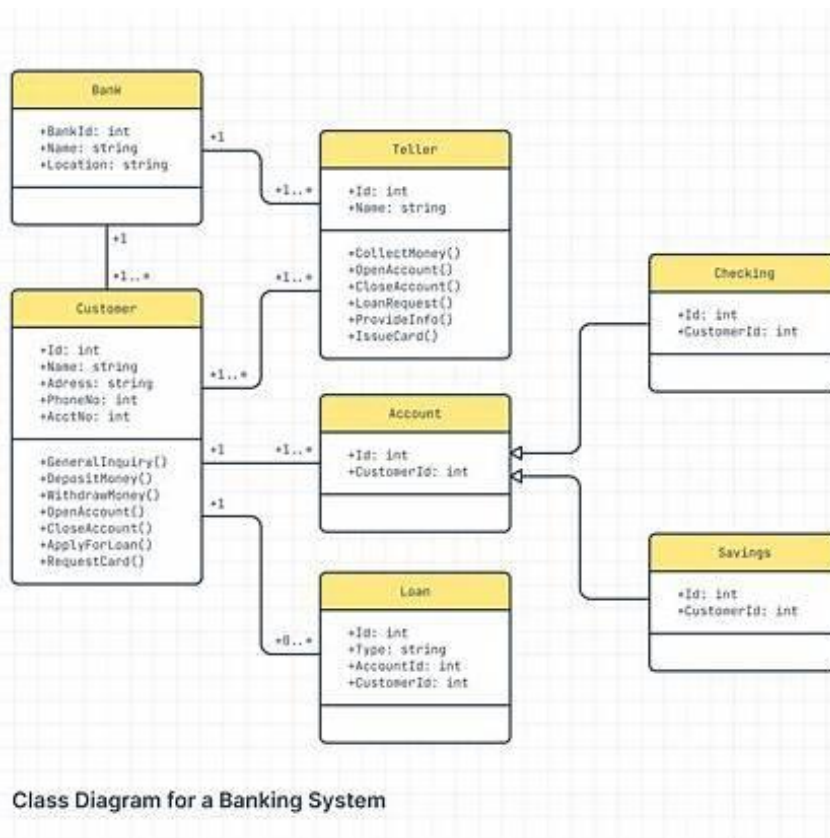 Bank
+BankId: int
+Name: string
+Location: string
+1
+1..*
Teller
+Id: int
+Name: string
+CollectMoney()
+OpenAccount()
+CloseAccount()
+LoanRequest()
+ProvideInfo()
+IssueCard()
+1
+1..*
Customer
+Id: int
+Name: string
+Adress: string
+PhoneNo: int
+AcctNo: int
+GeneralInquiry()
+DepositMoney()
+WithdrawMoney()
+OpenAccount()
+CloseAccount()
+ApplyForLoan()
+RequestCard()
+1..*
+1..*
+1
+1..*
Account
+Id: int
+CustomerId: int
+1
+0..*
Loan
+Id: int
+Type: string
+AccountId: int
+CustomerId: int
Checking
+Id: int
+CustomerId: int
Savings
+Id: int
+CustomerId: int
Class Diagram for a Banking System